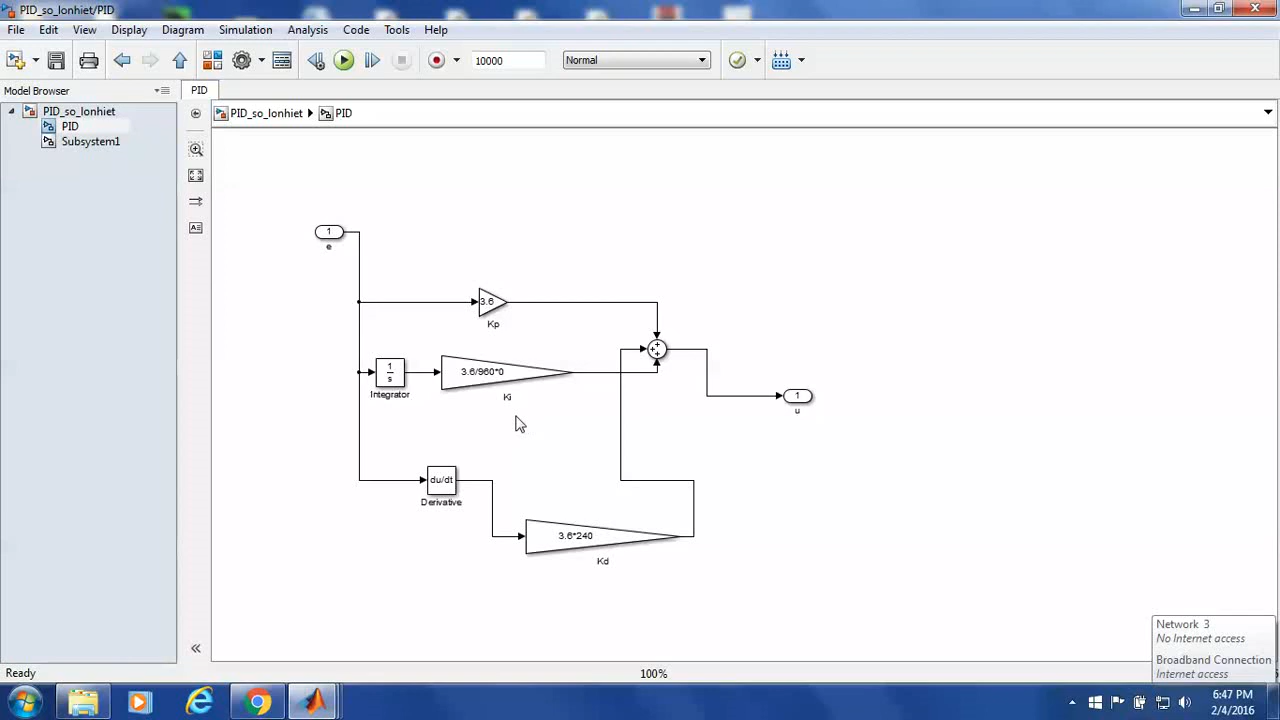 PID_so_lonhiet/PID
File Edit View Display Diagram Simulation Analysis Code Tools Help
10000 Normal
Model Browser
PID
PID_so_lonhiet
PID
Subsystem1
PID_so_lonhiet PID
1
e
3.6
Kp
1
s
Integrator
3.6/960*0
Ki
+
+
+
1
u
du/dt
Derivative
3.6*240
Kd
Network 3
No Internet access
Broadband Connection
Internet access
Ready
100%
6:47 PM
2/4/2016